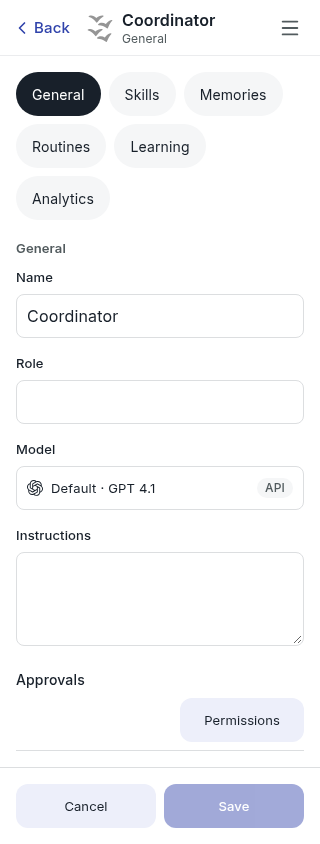 Back
Coordinator
General
General
Skills
Memories
Routines
Learning
Analytics
General
Name
Coordinator
Role
Model
Default · GPT 4.1
API
Instructions
Approvals
Permissions
Cancel
Save